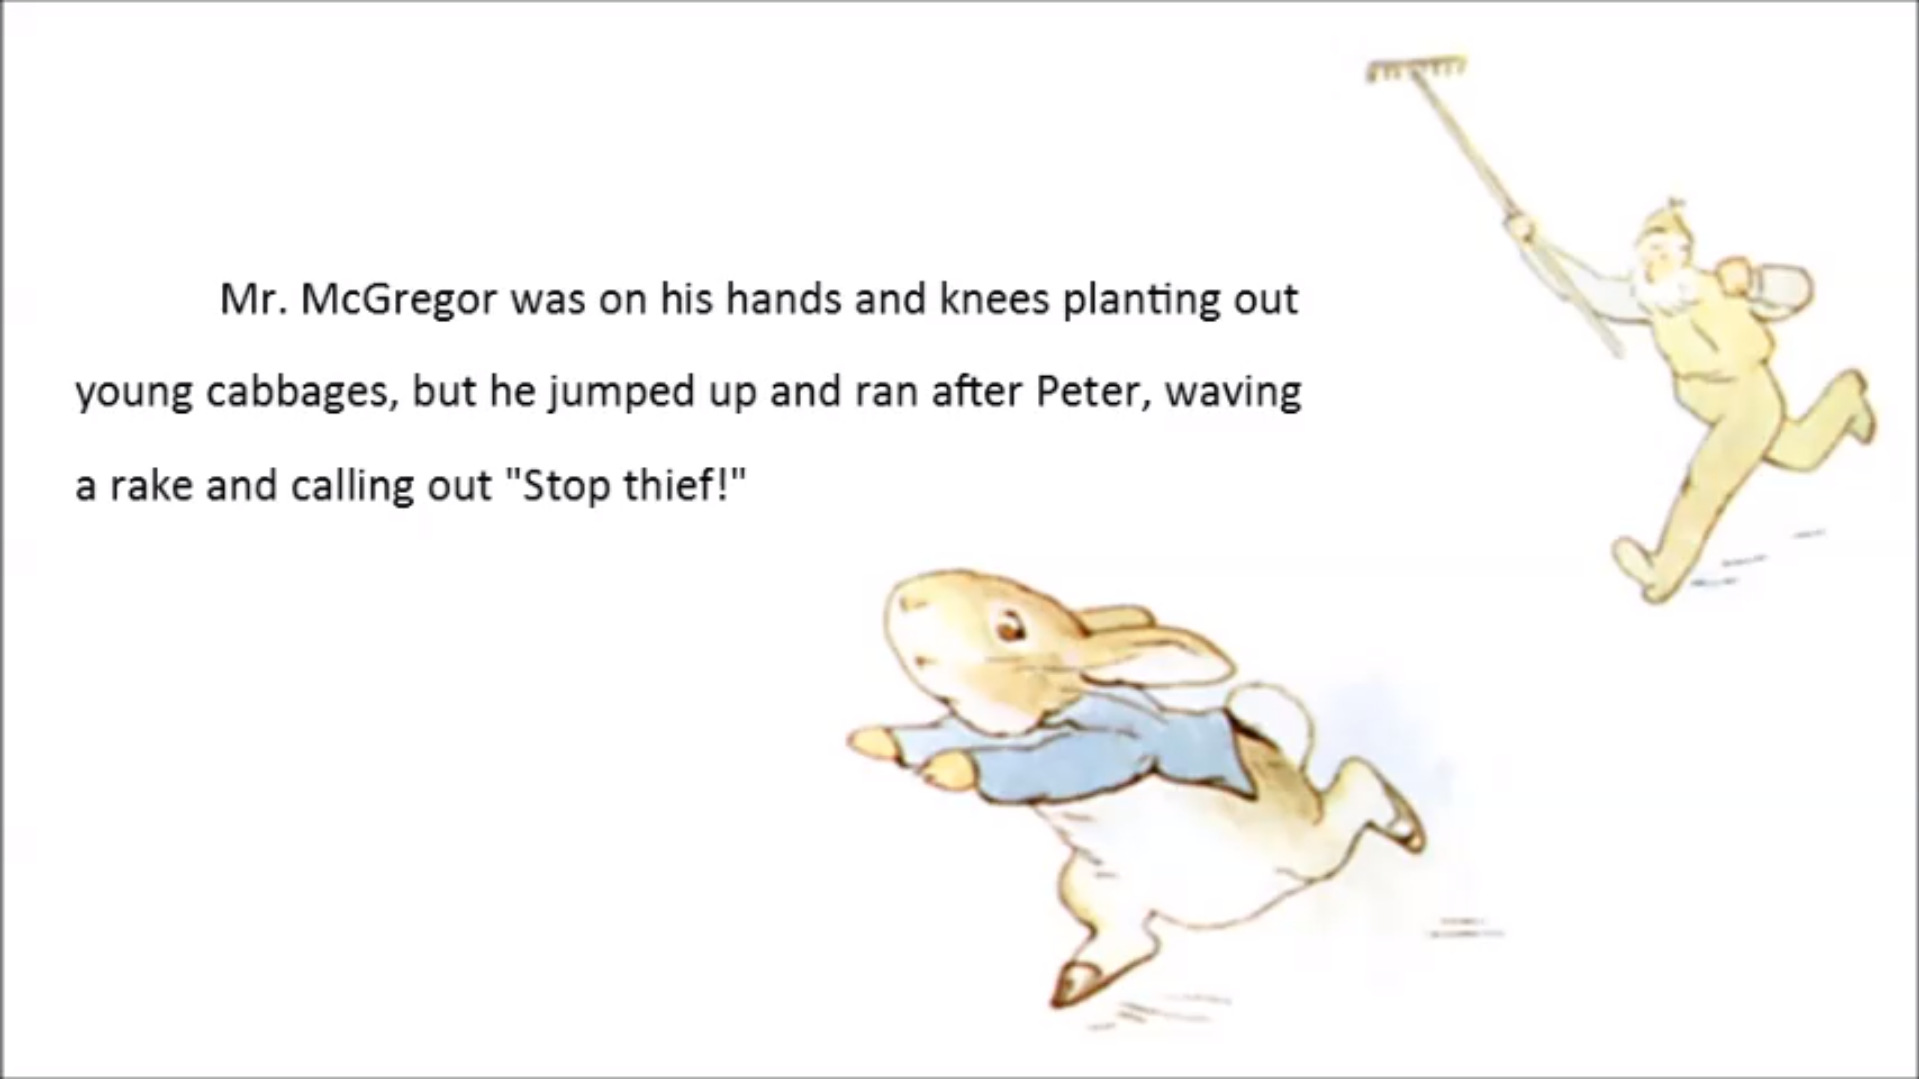 Mr. McGregor was on his hands and knees planting out
young cabbages, but he jumped up and ran after Peter, waving
a rake and calling out "Stop thief!"